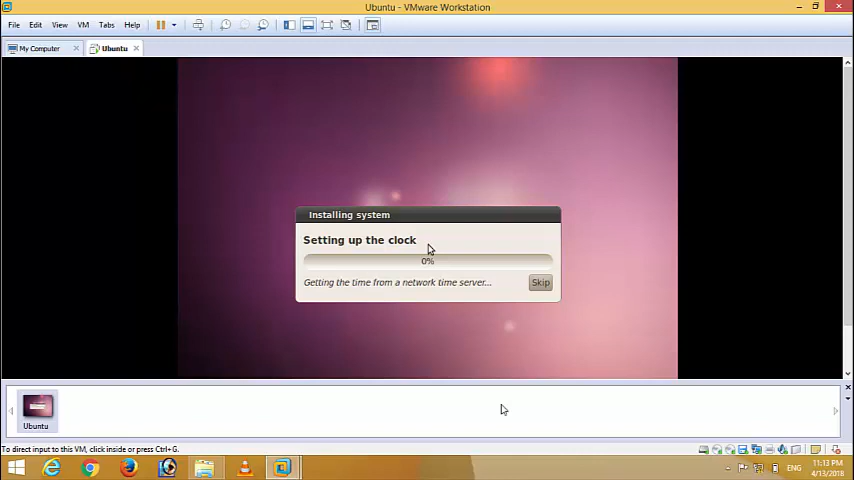 Ubuntu - VMware Workstation
File Edit View VM Tabs Help
My Computer × Ubuntu ×
Installing system
Setting up the clock
0%
Getting the time from a network time server... Skip
Ubuntu
To direct input to this VM, click inside or press Ctrl+G.
ENG
11:13 PM
4/13/2018